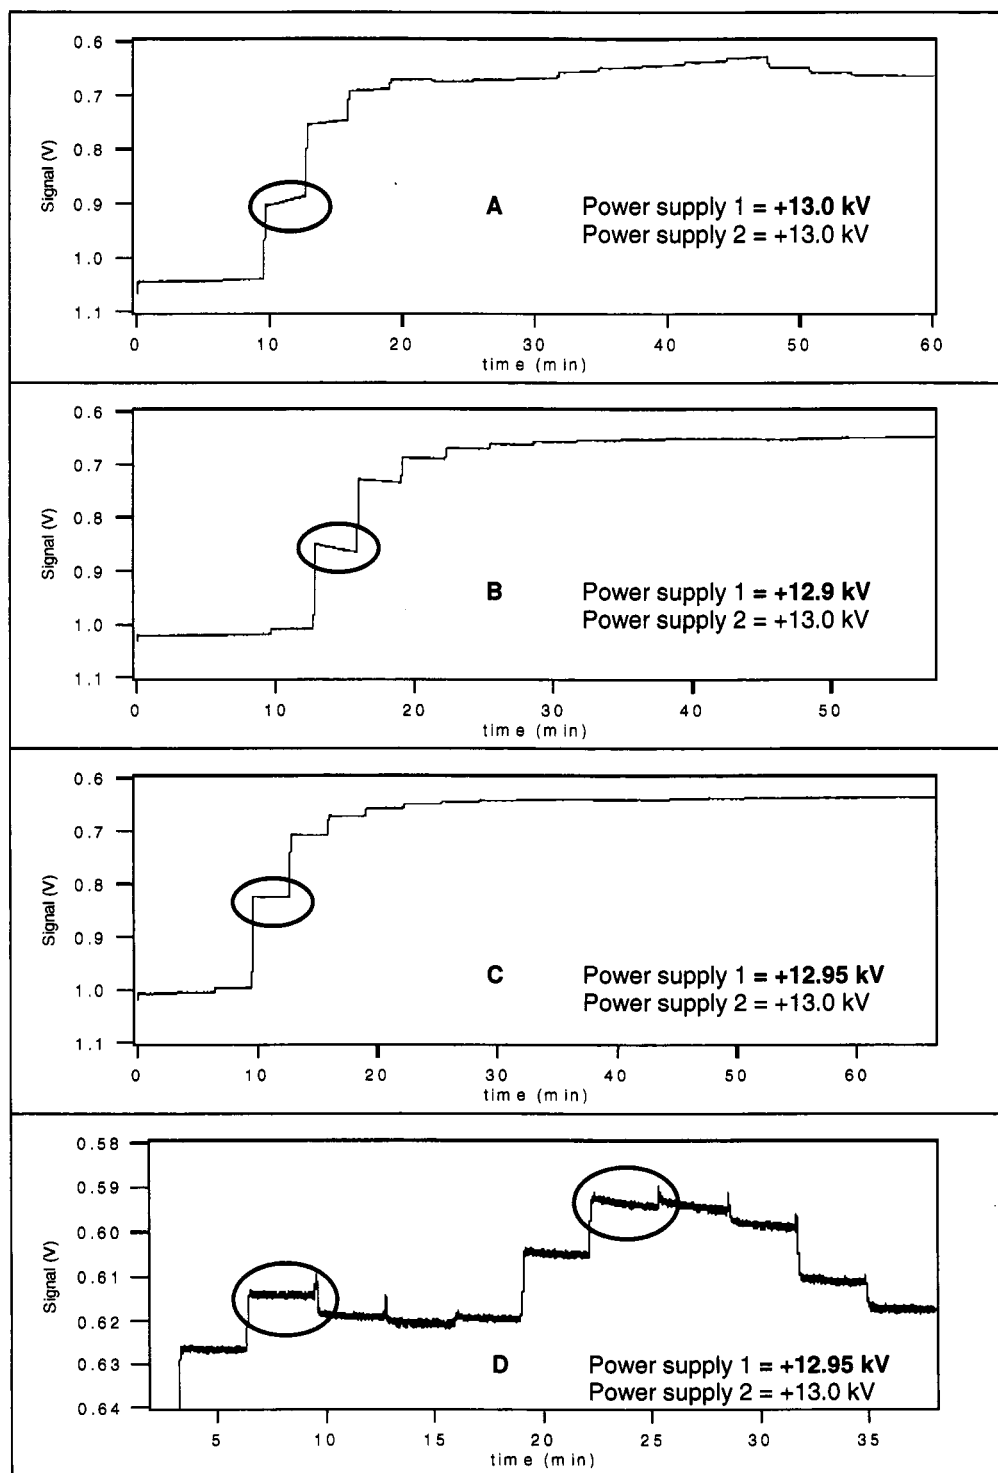 0.6
0.7
0.8
0.9
1.0
1.1
Signal (V)
A Power supply 1 = +13.0 kV
Power supply 2 = +13.0 kV
0 10 20 30 40 50 60
time (min)
0.6
0.7
0.8
0.9
1.0
1.1
Signal (V)
B Power supply 1 = +12.9 kV
Power supply 2 = +13.0 kV
0 10 20 30 40 50
time (min)
0.6
0.7
0.8
0.9
1.0
1.1
Signal (V)
C Power supply 1 = +12.95 kV
Power supply 2 = +13.0 kV
0 10 20 30 40 50 60
time (min)
0.58
0.59
0.60
0.61
0.62
0.63
0.64
Signal (V)
D Power supply 1 = +12.95 kV
Power supply 2 = +13.0 kV
5 10 15 20 25 30 35
time (min)